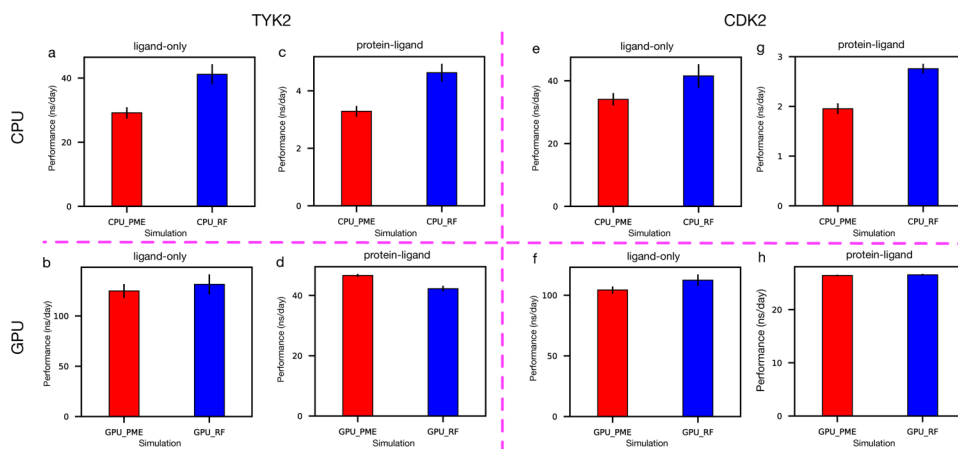 TYK2
CDK2
CPU
a
ligand-only
Performance (ns/day)
40
20
0
CPU_PME
CPU_RF
Simulation
c
protein-ligand
Performance (ns/day)
6
4
2
0
CPU_PME
CPU_RF
Simulation
e
ligand-only
Performance (ns/day)
60
40
20
0
CPU_PME
CPU_RF
Simulation
g
protein-ligand
Performance (ns/day)
3
2
1
0
CPU_PME
CPU_RF
Simulation
GPU
b
ligand-only
Performance (ns/day)
100
50
0
GPU_PME
GPU_RF
Simulation
d
protein-ligand
Performance (ns/day)
40
20
0
GPU_PME
GPU_RF
Simulation
f
ligand-only
Performance (ns/day)
100
50
0
GPU_PME
GPU_RF
Simulation
h
protein-ligand
Performance (ns/day)
20
10
0
GPU_PME
GPU_RF
Simulation